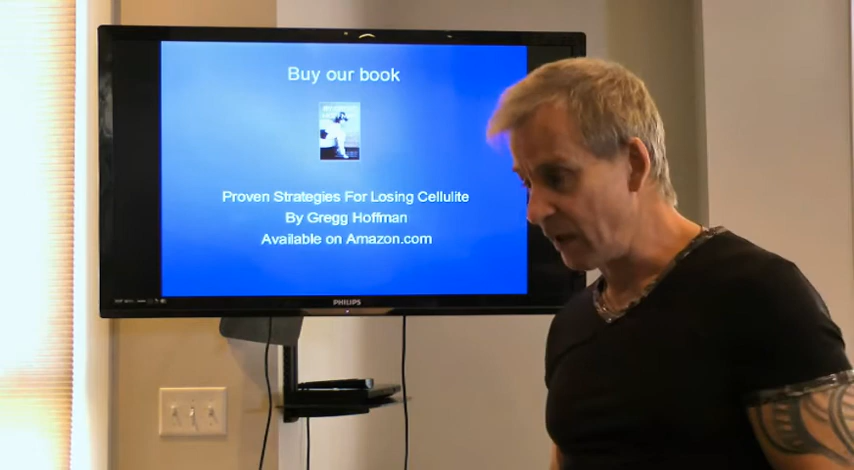 Buy our book
Proven Strategies For Losing Cellulite
By Gregg Hoffman
Available on Amazon.com
PHILIPS